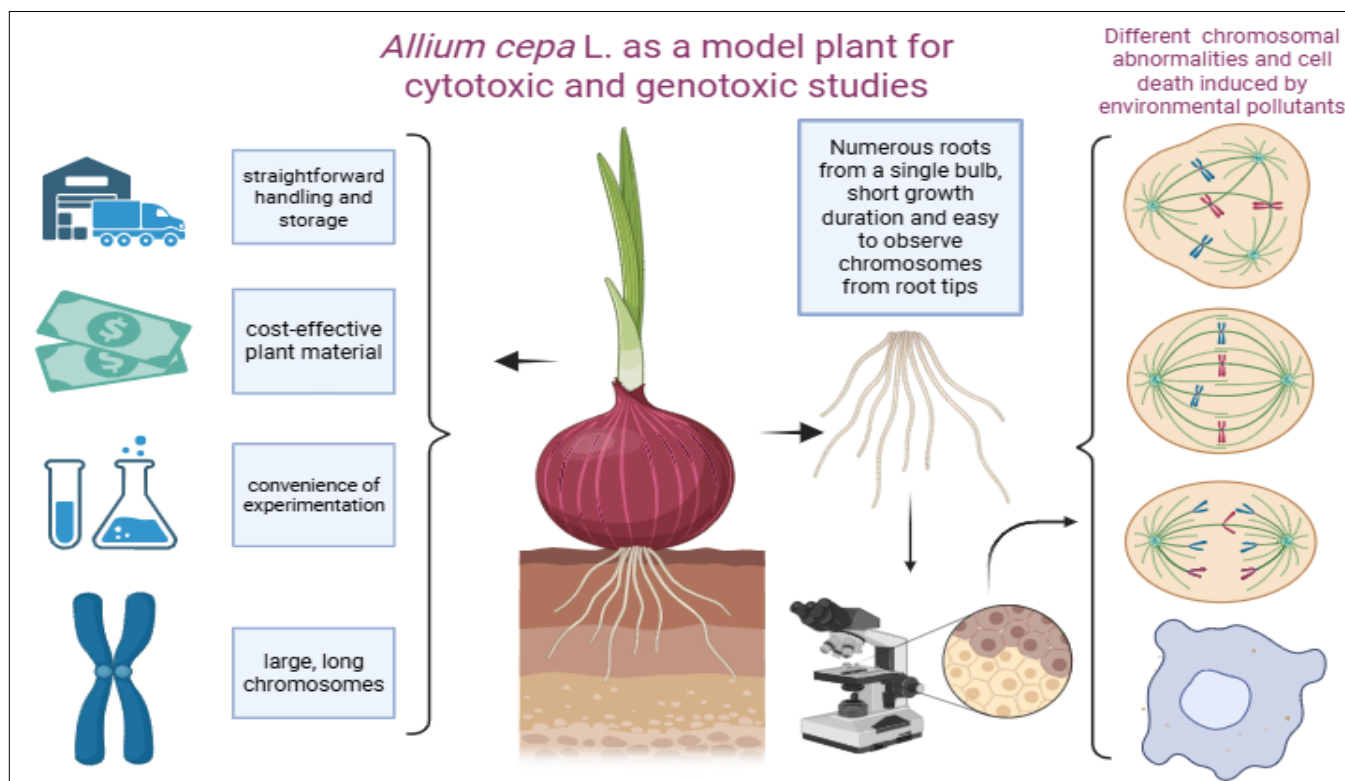 Allium cepa L. as a model plant for
cytotoxic and genotoxic studies
straightforward
handling and
storage
cost-effective
plant material
convenience of
experimentation
large, long
chromosomes
Numerous roots
from a single bulb,
short growth
duration and easy
to observe
chromosomes
from root tips
Different chromosomal
abnormalities and cell
death induced by
environmental pollutants